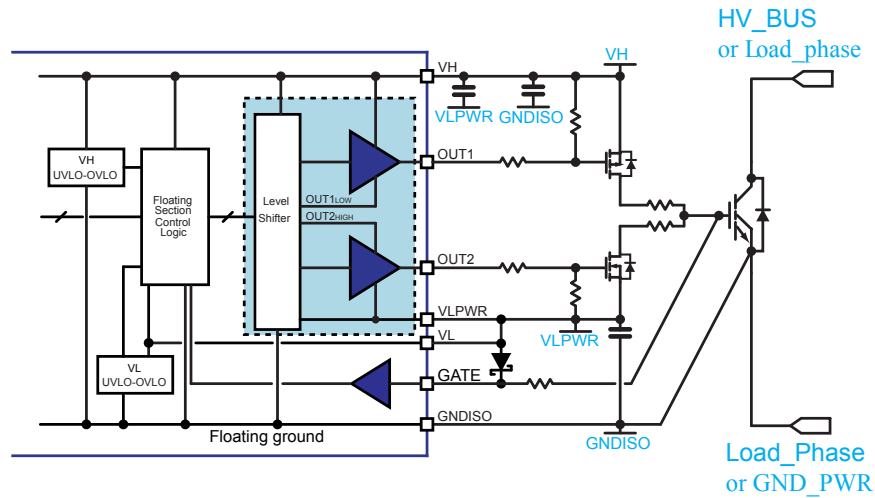 HV_BUS
or Load_phase
VH
VH
VLPWR
GNDISO
OUT1
VH
UVLO-OVLO
Floating
Section
Control
Logic
Level
Shifter
OUT1LOW
OUT2HIGH
OUT2
VLPWR
VLPWR
VL
VL
UVLO-OVLO
GATE
GNDISO
Floating ground
GNDISO
Load_Phase
or GND_PWR